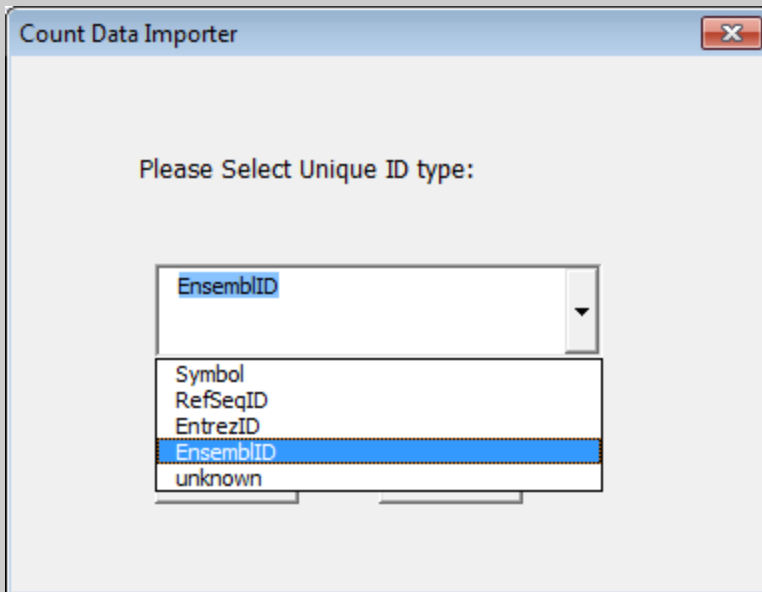 Count Data Importer
Please Select Unique ID type:
EnsemblID
Symbol
RefSeqID
EntrezID
EnsemblID
unknown